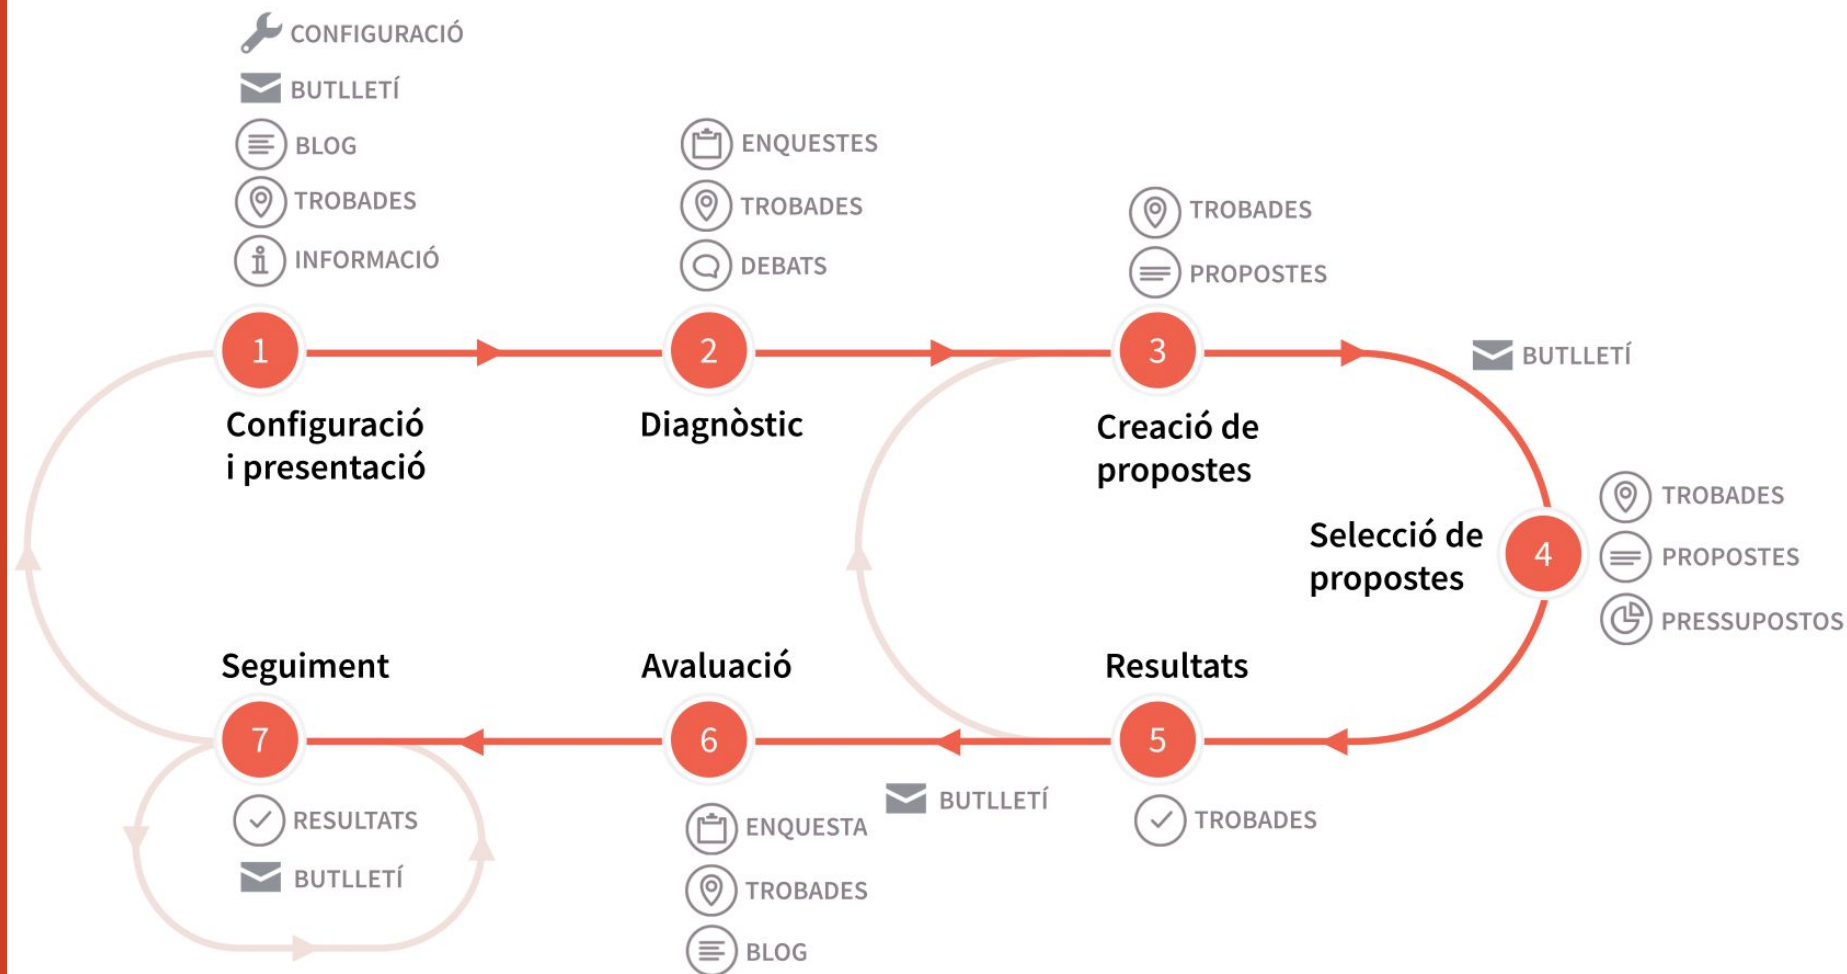 CONFIGURACIÓ
BUTLLETÍ
BLOG
TROBADES
INFORMACIÓ
1
Configuració
i presentació
ENQUESTES
TROBADES
DEBATS
2
Diagnòstic
TROBADES
PROPOSTES
3
Creació de
propostes
BUTLLETÍ
Selecció de
propostes
4
TROBADES
PROPOSTES
PRESSUPOSTOS
Resultats
5
TROBADES
BUTLLETÍ
Avaluació
6
ENQUESTA
TROBADES
BLOG
Seguiment
7
RESULTATS
BUTLLETÍ